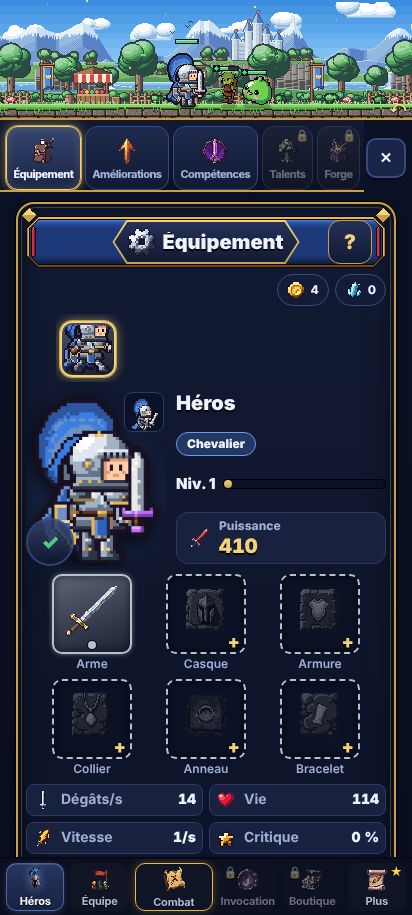 Équipement
Améliorations
Compétences
Talents
Forge
×
Équipement
?
4
0
Héros
Chevalier
Niv. 1
Puissance
410
Arme
Casque
+
Armure
+
Collier
+
Anneau
+
Bracelet
+
Dégâts/s 14
Vie 114
Vitesse 1/s
Critique 0 %
Héros
Équipe
Combat
Invocation
Boutique
Plus